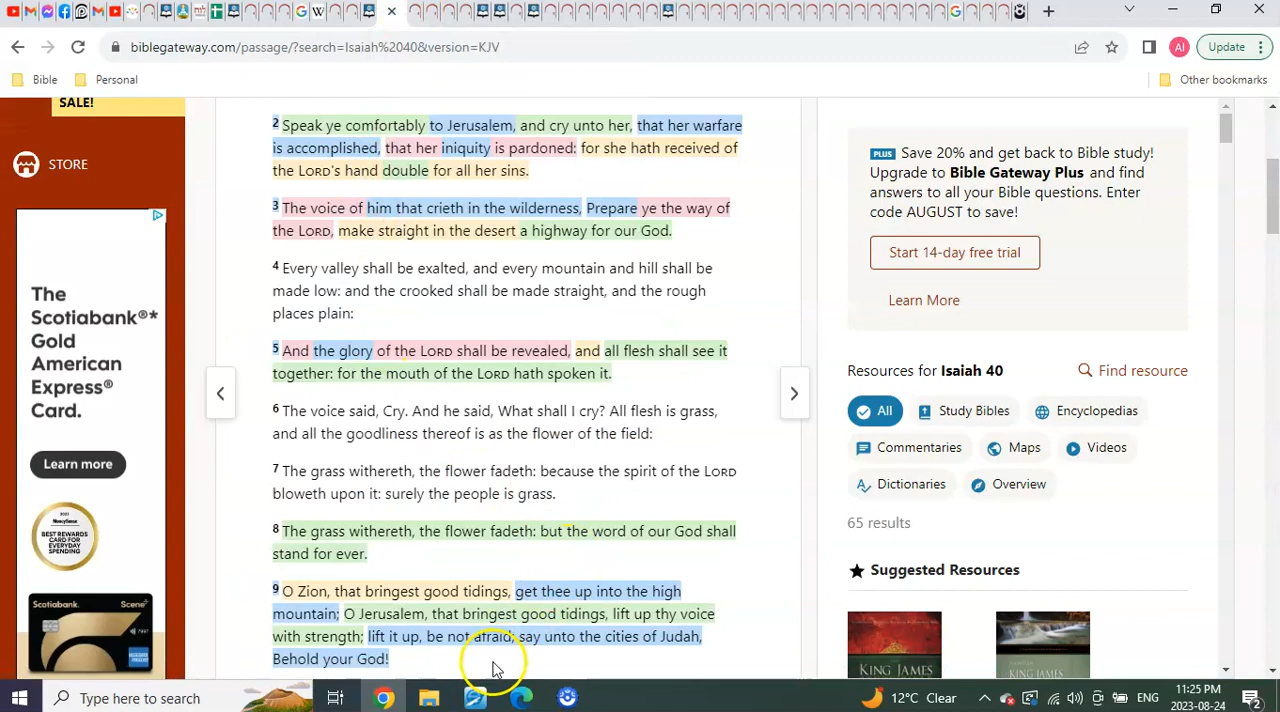 biblegateway.com/passage/?search=Isaiah%2040&version=KJV
AI
Update
Bible
Personal
Other bookmarks
SALE!
STORE
The
Scotiabank®*
Gold
American
Express®
Card.
Learn more
BEST REWARDS
CARD FOR
EVERYDAY
SPENDING
Scotiabank
Scene+
2 Speak ye comfortably to Jerusalem, and cry unto her, that her warfare
is accomplished, that her iniquity is pardoned: for she hath received of
the LORD's hand double for all her sins.
3 The voice of him that crieth in the wilderness, Prepare ye the way of
the LORD, make straight in the desert a highway for our God.
4 Every valley shall be exalted, and every mountain and hill shall be
made low: and the crooked shall be made straight, and the rough
places plain:
5 And the glory of the LORD shall be revealed, and all flesh shall see it
together: for the mouth of the LORD hath spoken it.
6 The voice said, Cry. And he said, What shall I cry? All flesh is grass,
and all the goodliness thereof is as the flower of the field:
7 The grass withereth, the flower fadeth: because the spirit of the LORD
bloweth upon it: surely the people is grass.
8 The grass withereth, the flower fadeth: but the word of our God shall
stand for ever.
9 O Zion, that bringest good tidings, get thee up into the high
mountain; O Jerusalem, that bringest good tidings, lift up thy voice
with strength; lift it up, be not afraid; say unto the cities of Judah,
Behold your God!
PLUS Save 20% and get back to Bible study!
Upgrade to Bible Gateway Plus and find
answers to all your Bible questions. Enter
code AUGUST to save!
Start 14-day free trial
Learn More
Resources for Isaiah 40
Find resource
All
Study Bibles
Encyclopedias
Commentaries
Maps
Videos
Dictionaries
Overview
65 results
Suggested Resources
KING JAMES
KING JAMES
Type here to search
12°C Clear
ENG
11:25 PM
2023-08-24
2